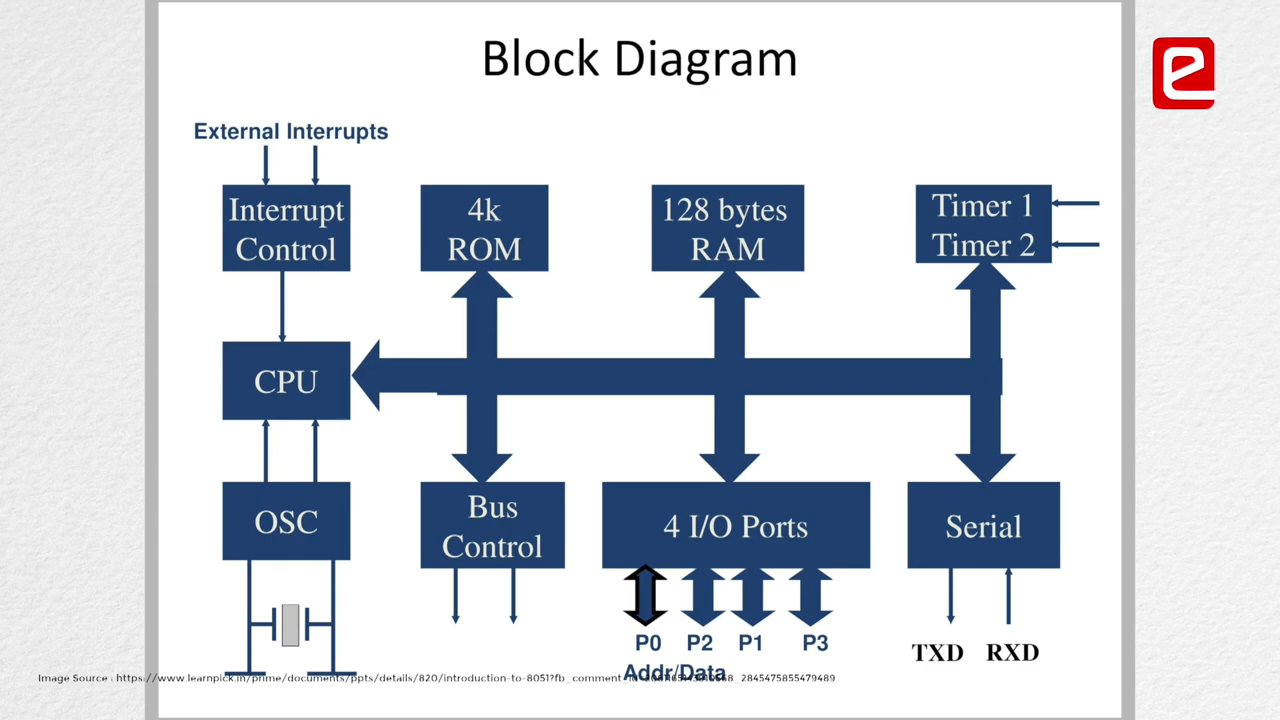 Block Diagram
e
External Interrupts
Interrupt
Control
4k
ROM
128 bytes
RAM
Timer 1
Timer 2
CPU
OSC
Bus
Control
4 I/O Ports
Serial
P0 P2 P1 P3
Addr/Data
TXD RXD
Image Source : https://www.learnpick.in/prime/documents/ppts/details/820/introduction-to-8051?fb_comment_ _2845475855479489